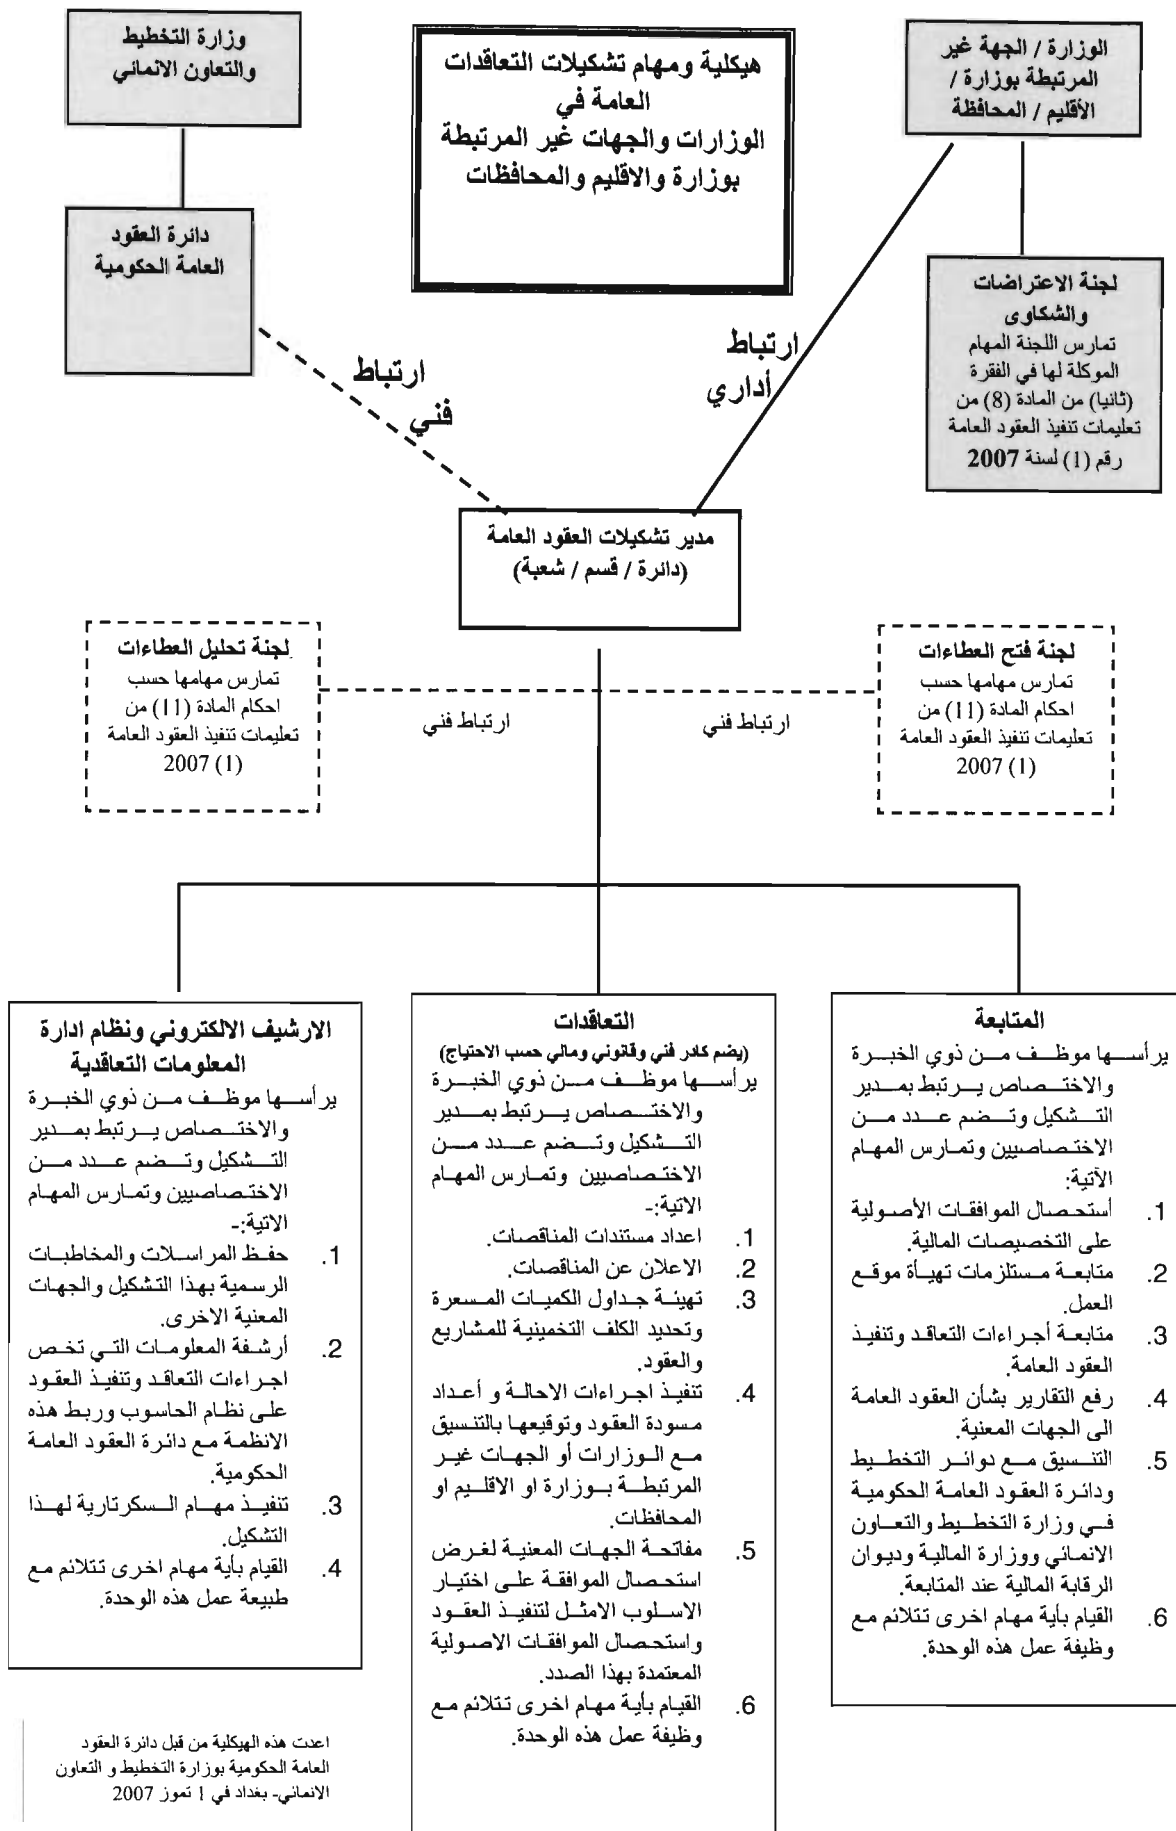 هيكلية ومهام تشكيلات التعاقدات
العامة في
الوزارات والجهات غير المرتبطة
بوزارة والاقليم والمحافظات
الوزارة / الجهة غير
المرتبطة بوزارة /
الأقليم / المحافظة
وزارة التخطيط
والتعاون الانمائي
لجنة الاعتراضات
والشكاوى
تمارس اللجنة المهام
الموكلة لها في الفقرة
(ثانيا) من المادة (8) من
تعليمات تنفيذ العقود العامة
رقم (1) لسنة 2007
دائرة العقود
العامة الحكومية
ارتباط
أداري
ارتباط
فني
مدير تشكيلات العقود العامة
(دائرة / قسم / شعبة)
لجنة فتح العطاءات
تمارس مهامها حسب
احكام المادة (11) من
تعليمات تنفيذ العقود العامة
(1) 2007
ارتباط فني
ارتباط فني
لجنة تحليل العطاءات
تمارس مهامها حسب
احكام المادة (11) من
تعليمات تنفيذ العقود العامة
(1) 2007
المتابعة
يرأسها موظف من ذوي الخبرة
والاختصاص يرتبط بمدير
التشكيل وتضم عدد من
الاختصاصيين وتمارس المهام
الآتية:
1. أستحصال الموافقات الأصولية
على التخصيصات المالية.
2. متابعة مستلزمات تهيأة موقع
العمل.
3. متابعة أجراءات التعاقد وتنفيذ
العقود العامة.
4. رفع التقارير بشأن العقود العامة
الى الجهات المعنية.
5. التنسيق مع دوائر التخطيط
ودائرة العقود العامة الحكومية
في وزارة التخطيط والتعاون
الانمائي ووزارة المالية وديوان
الرقابة المالية عند المتابعة.
6. القيام بأية مهام اخرى تتلائم مع
وظيفة عمل هذه الوحدة.
التعاقدات
(يضم كادر فني وقانوني ومالي حسب الاحتياج)
يرأسها موظف من ذوي الخبرة
والاختصاص يرتبط بمدير
التشكيل وتضم عدد من
الاختصاصيين وتمارس المهام
الاتية:-
1. اعداد مستندات المناقصات.
2. الاعلان عن المناقصات.
3. تهيئة جداول الكميات المسعرة
وتحديد الكلف التخمينية للمشاريع
والعقود.
4. تنفيذ اجراءات الاحالة و أعداد
مسودة العقود وتوقيعها بالتنسيق
مع الوزارات أو الجهات غير
المرتبطة بوزارة او الاقليم او
المحافظات.
5. مفاتحة الجهات المعنية لغرض
استحصال الموافقة على اختيار
الاسلوب الامثل لتنفيذ العقود
واستحصال الموافقات الاصولية
المعتمدة بهذا الصدد.
6. القيام بأية مهام اخرى تتلائم مع
وظيفة عمل هذه الوحدة.
الارشيف الالكتروني ونظام ادارة
المعلومات التعاقدية
يرأسها موظف من ذوي الخبرة
والاختصاص يرتبط بمدير
التشكيل وتضم عدد من
الاختصاصيين وتمارس المهام
الاتية:-
1. حفظ المراسلات والمخاطبات
الرسمية بهذا التشكيل والجهات
المعنية الاخرى.
2. أرشفة المعلومات التي تخص
اجراءات التعاقد وتنفيذ العقود
على نظام الحاسوب وربط هذه
الانظمة مع دائرة العقود العامة
الحكومية.
3. تنفيذ مهام السكرتارية لهذا
التشكيل.
4. القيام بأية مهام اخرى تتلائم مع
طبيعة عمل هذه الوحدة.
اعدت هذه الهيكلية من قبل دائرة العقود
العامة الحكومية بوزارة التخطيط و التعاون
الانمائي- بغداد في 1 تموز 2007